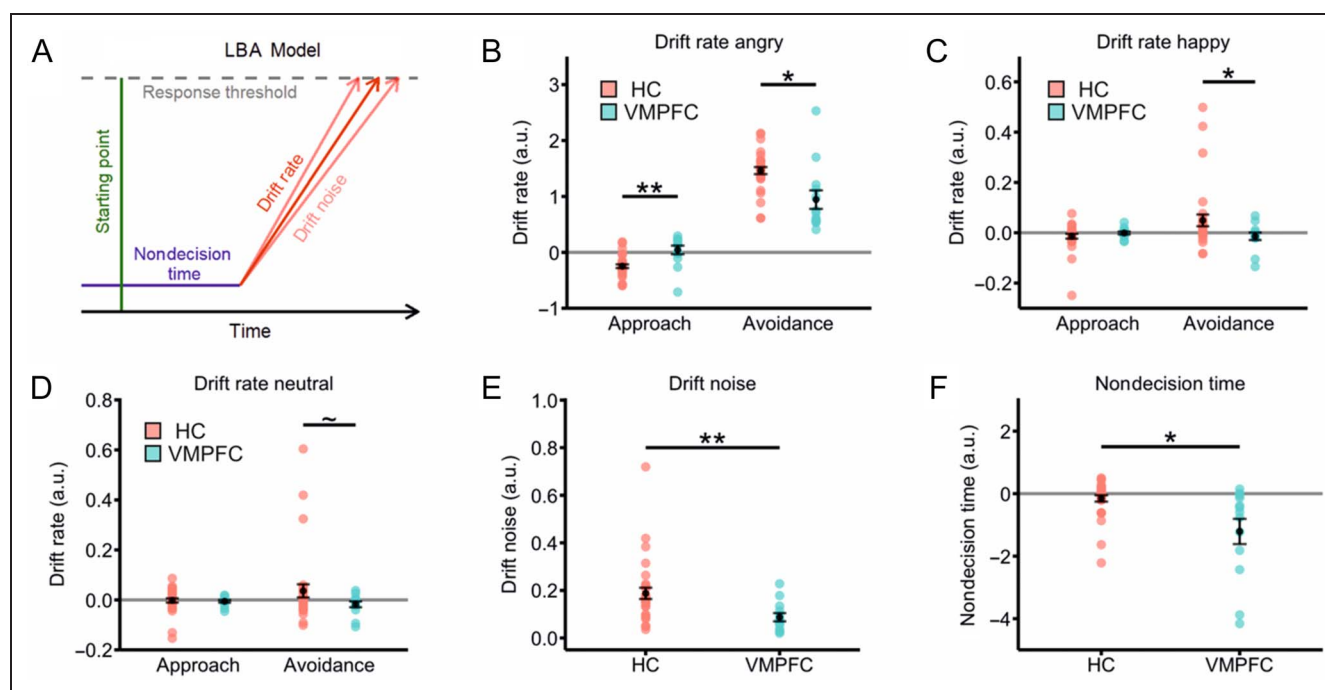 A
LBA Model
Response threshold
Starting point
Drift rate
Drift noise
Nondecision
time
Time
B
Drift rate angry
HC
VMPFC
Drift rate (a.u.)
3
2
1
0
−1
**
*
Approach
Avoidance
C
Drift rate happy
HC
VMPFC
Drift rate (a.u.)
0.6
0.4
0.2
0.0
−0.2
*
Approach
Avoidance
D
Drift rate neutral
HC
VMPFC
Drift rate (a.u.)
0.8
0.6
0.4
0.2
0.0
−0.2
~
Approach
Avoidance
E
Drift noise
Drift noise (a.u.)
1.0
0.8
0.6
0.4
0.2
0.0
**
HC
VMPFC
F
Nondecision time
Nondecision time (a.u.)
2
0
−2
−4
*
HC
VMPFC